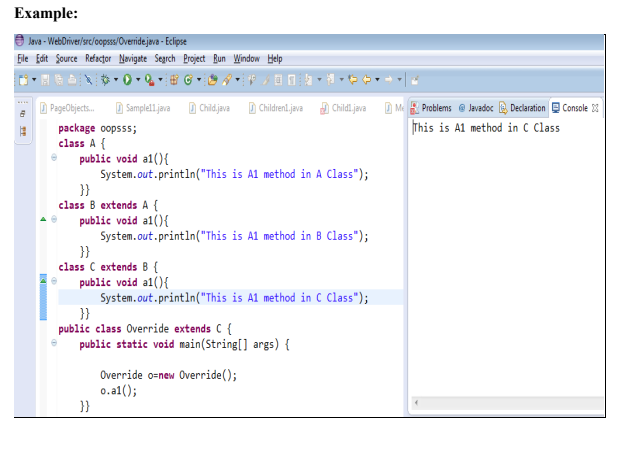 Example:
Java - WebDriver/src/oopsss/Override.java - Eclipse
File Edit Source Refactor Navigate Search Project Run Window Help
PageObjects... Sample11.java Child.java Children1.java Child1.java
Problems @ Javadoc Declaration Console
package oopsss;
class A {
public void a1(){
System.out.println("This is A1 method in A Class");
}}
class B extends A {
public void a1(){
System.out.println("This is A1 method in B Class");
}}
class C extends B {
public void a1(){
System.out.println("This is A1 method in C Class");
}}
public class Override extends C {
public static void main(String[] args) {
Override o=new Override();
o.a1();
}}
This is A1 method in C Class